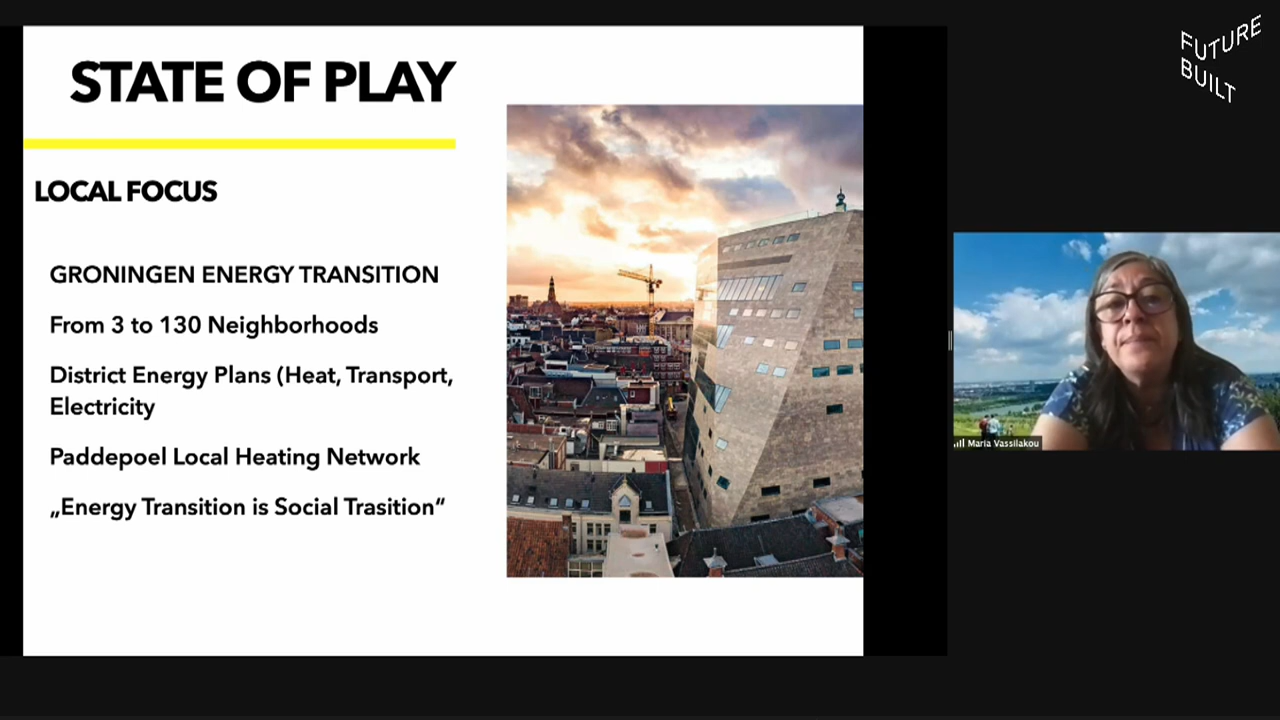 STATE OF PLAY
LOCAL FOCUS
GRONINGEN ENERGY TRANSITION
From 3 to 130 Neighborhoods
District Energy Plans (Heat, Transport,
Electricity
Paddepoel Local Heating Network
„Energy Transition is Social Trasition“
FUTURE
BUILT
Maria Vassilakou